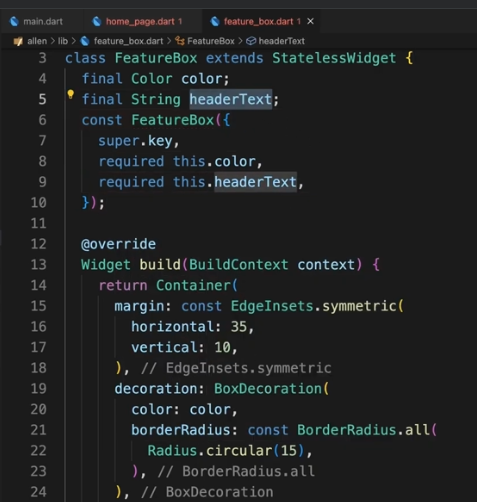 main.dart home_page.dart 1 feature_box.dart 1 ×
allen > lib > feature_box.dart > FeatureBox > headerText
3 class FeatureBox extends StatelessWidget {
4 final Color color;
5 final String headerText;
6 const FeatureBox({
7 super.key,
8 required this.color,
9 required this.headerText,
10 });
11
12 @override
13 Widget build(BuildContext context) {
14 return Container(
15 margin: const EdgeInsets.symmetric(
16 horizontal: 35,
17 vertical: 10,
18 ), // EdgeInsets.symmetric
19 decoration: BoxDecoration(
20 color: color,
21 borderRadius: const BorderRadius.all(
22 Radius.circular(15),
23 ), // BorderRadius.all
24 ), // BoxDecoration